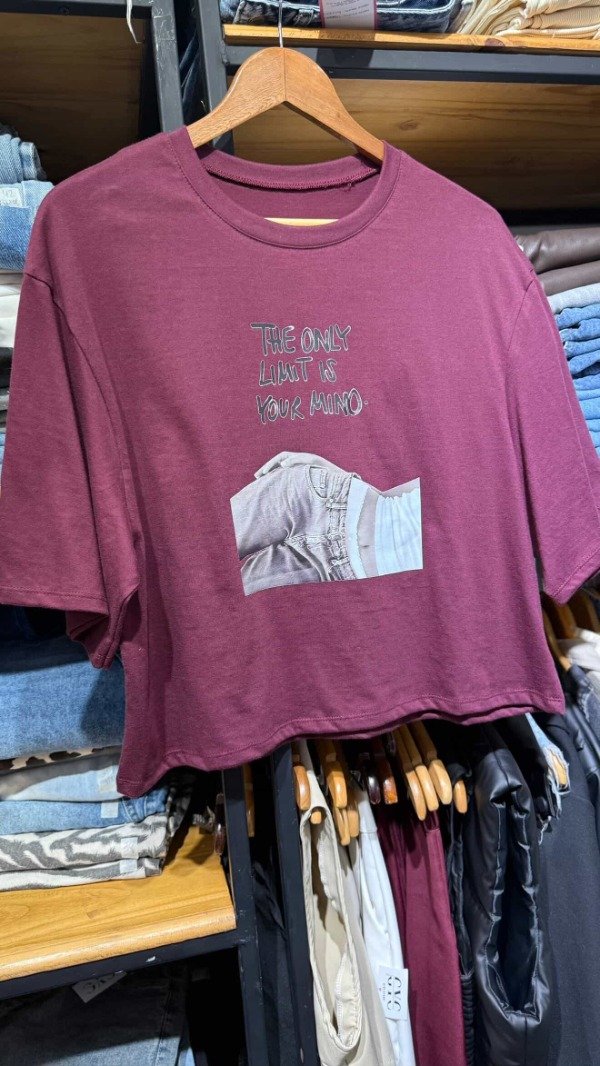 THE ONLY
LIMIT IS
YOUR MIND.